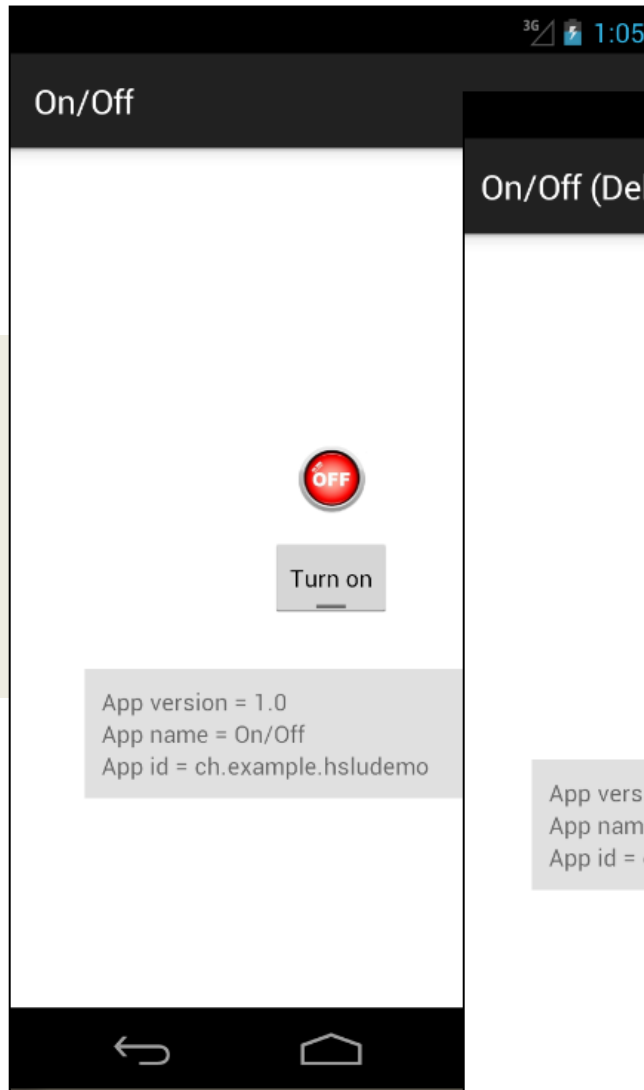 3G 1:05
On/Off
OFF
Turn on
App version = 1.0
App name = On/Off
App id = ch.example.hsludemo
On/Off (De
App vers
App nam
App id =